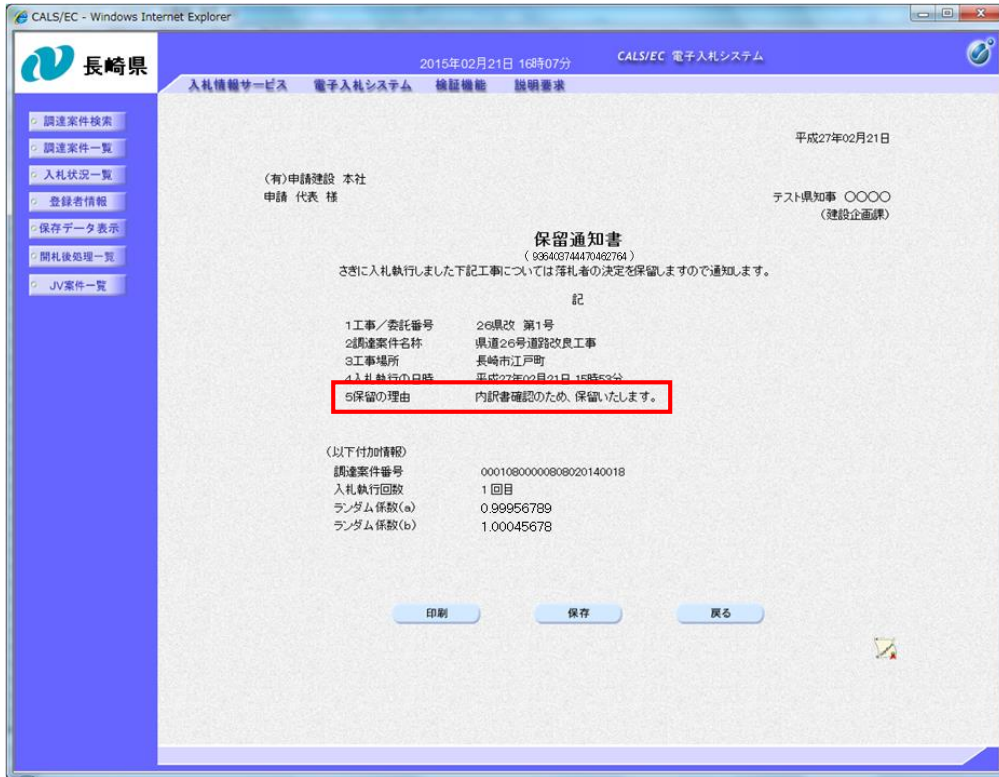 CALS/EC - Windows Internet Explorer
長崎県
2015年02月21日 16時07分
CALS/EC 電子入札システム
入札情報サービス 電子入札システム 検証機能 説明要求
調達案件検索
調達案件一覧
入札状況一覧
登録者情報
保存データ表示
開札後処理一覧
JV案件一覧
平成27年02月21日
(有)申請建設 本社
申請 代表 様
テスト県知事 〇〇〇〇
(建設企画課)
保留通知書
( 936403744470462764 )
さきに入札執行しました下記工事については落札者の決定を保留しますので通知します。
記
1工事／委託番号 26県改 第1号
2調達案件名称 県道26号道路改良工事
3工事場所 長崎市江戸町
4入札執行の日時 平成27年02月21日 15時53分
5保留の理由 内訳書確認のため、保留いたします。
(以下付加情報)
調達案件番号 00010800000808020140018
入札執行回数 1 回目
ランダム係数(a) 0.99956789
ランダム係数(b) 1.00045678
印刷 保存 戻る